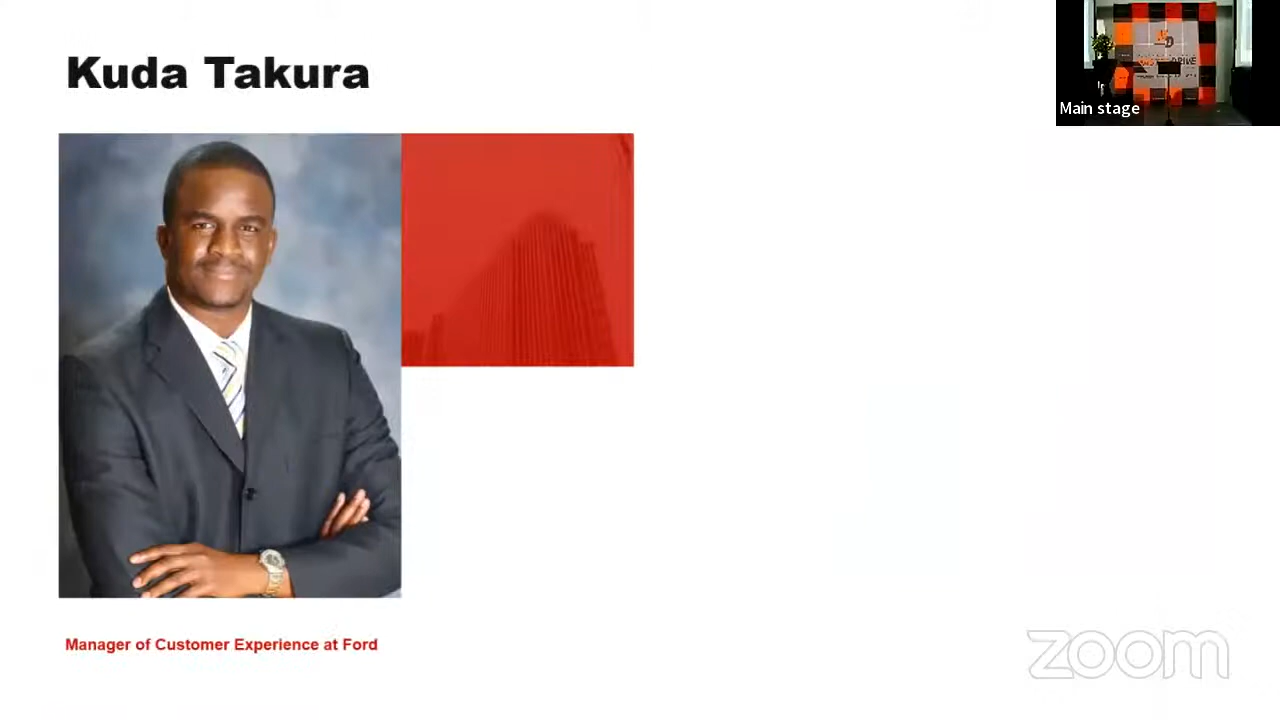 Kuda Takura
Main stage
Manager of Customer Experience at Ford
zoom